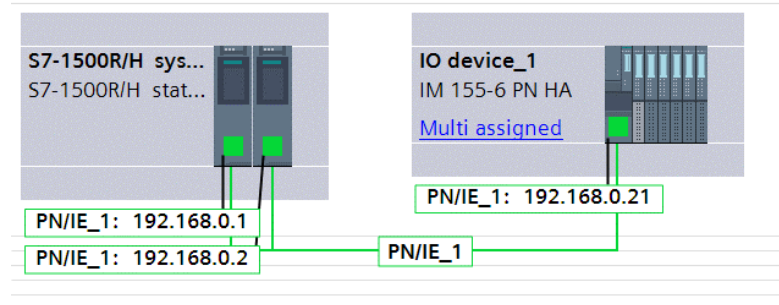 S7-1500R/H sys...
S7-1500R/H stat...
IO device_1
IM 155-6 PN HA
Multi assigned
PN/IE_1: 192.168.0.1
PN/IE_1: 192.168.0.2
PN/IE_1: 192.168.0.21
PN/IE_1